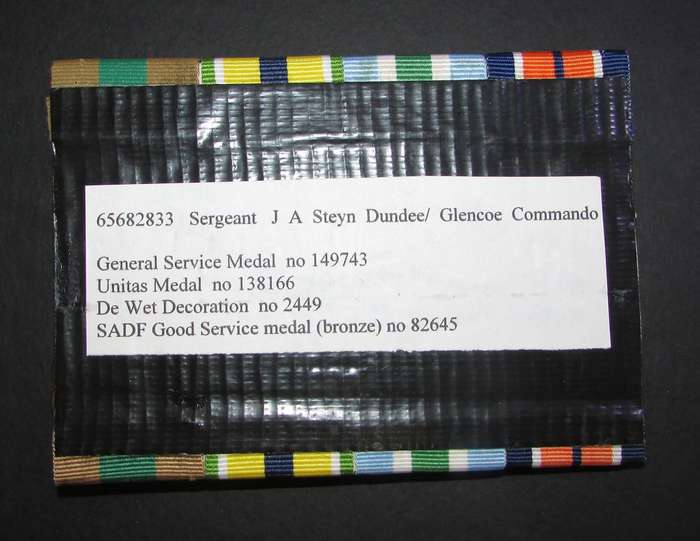 65682833 Sergeant J A Steyn Dundee/ Glencoe Commando
General Service Medal no 149743
Unitas Medal no 138166
De Wet Decoration no 2449
SADF Good Service medal (bronze) no 82645